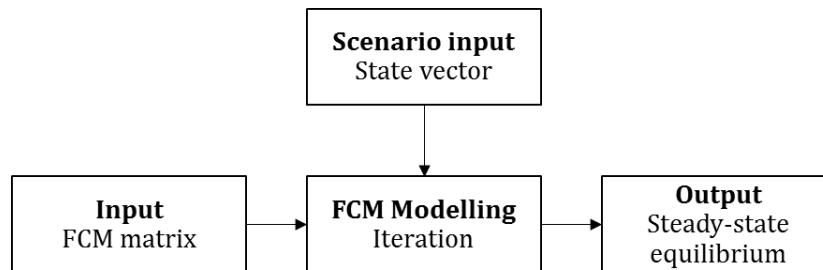 Scenario input
State vector
Input
FCM matrix
FCM Modelling
Iteration
Output
Steady-state
equilibrium